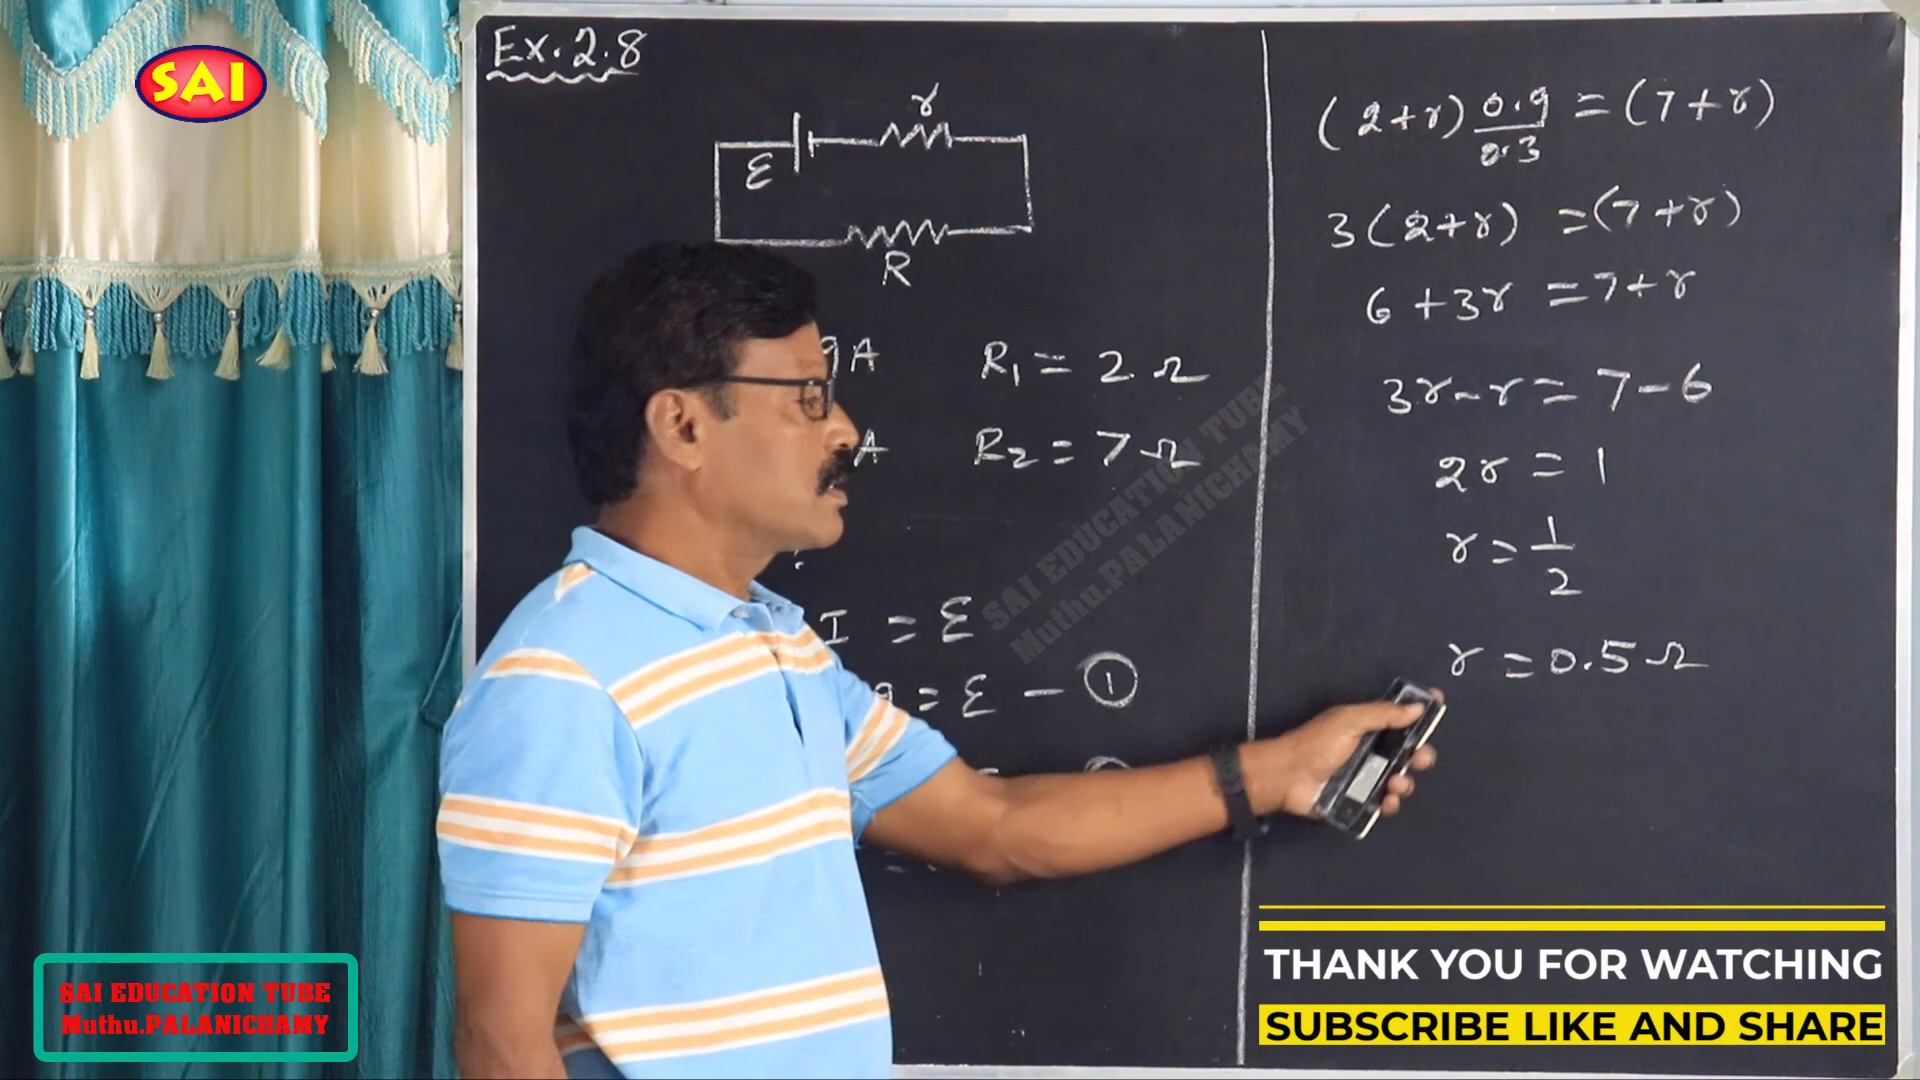 SAI
Ex. 2.8
r
ε
R
9 A R₁ = 2 Ω
A R₂ = 7 Ω
I = ε
9 = ε − ①
(2+r) 0.9/0.3 = (7+r)
3(2+r) = (7+r)
6 + 3r = 7+r
3r − r = 7 − 6
2r = 1
r = 1/2
r = 0.5 Ω
SAI EDUCATION TUBE
Muthu.PALANICHAMY
SAI EDUCATION TUBE
Muthu.PALANICHAMY
THANK YOU FOR WATCHING
SUBSCRIBE LIKE AND SHARE